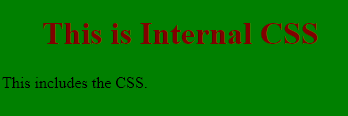 This is Internal CSS
This includes the CSS.